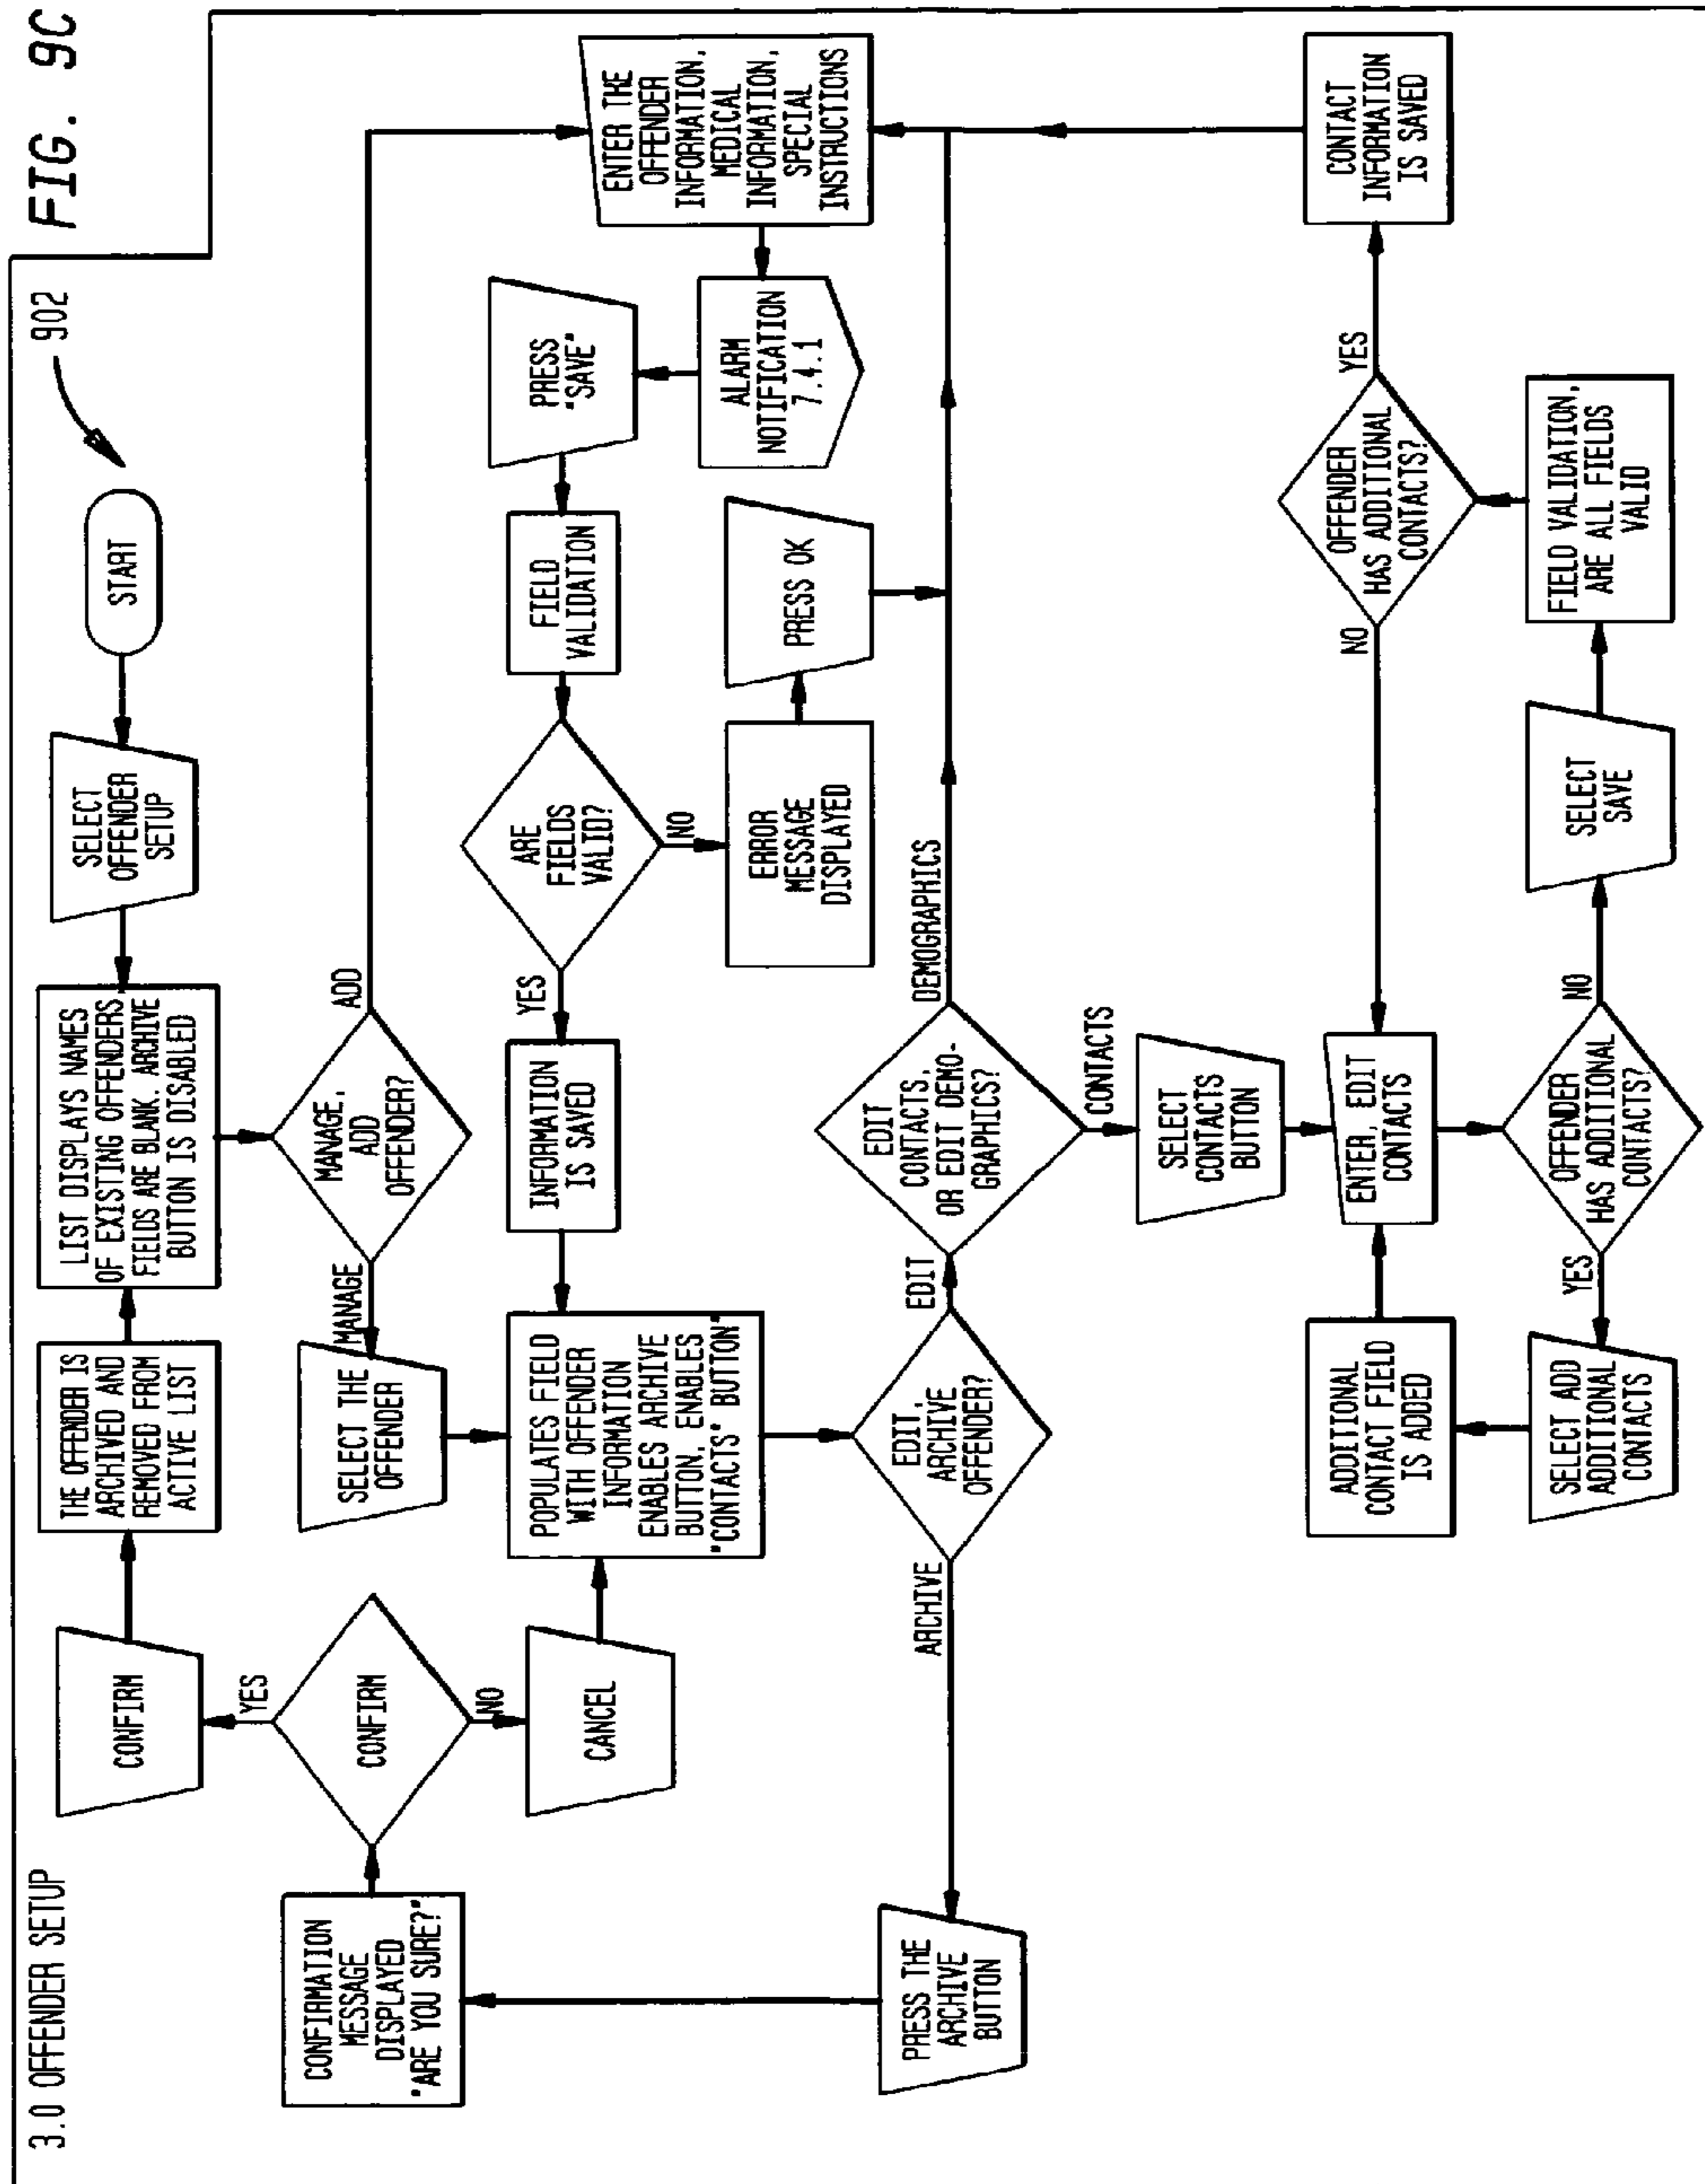 FIG. 9C
3.0 OFFENDER SETUP
902
START
SELECT
OFFENDER
SETUP
LIST DISPLAYS NAMES
OF EXISTING OFFENDERS
FIELDS ARE BLANK. ARCHIVE
BUTTON IS DISABLED
THE OFFENDER IS
ARCHIVED AND
REMOVED FROM
ACTIVE LIST
CONFIRM
YES
CONFIRM
NO
CANCEL
CONFIRMATION
MESSAGE
DISPLAYED
"ARE YOU SURE?"
MANAGE,
ADD
OFFENDER?
ADD
MANAGE
SELECT THE
OFFENDER
ENTER THE
OFFENDER
INFORMATION,
MEDICAL
INFORMATION,
SPECIAL
INSTRUCTIONS
ALARM
NOTIFICATION
7.4.1
PRESS
"SAVE"
FIELD
VALIDATION
ARE
FIELDS
VALID?
YES
NO
ERROR
MESSAGE
DISPLAYED
PRESS OK
INFORMATION
IS SAVED
POPULATES FIELD
WITH OFFENDER
INFORMATION
ENABLES ARCHIVE
BUTTON, ENABLES
"CONTACTS" BUTTON"
EDIT,
ARCHIVE
OFFENDER?
EDIT
ARCHIVE
PRESS THE
ARCHIVE
BUTTON
EDIT
CONTACTS,
OR EDIT DEMO-
GRAPHICS?
DEMOGRAPHICS
CONTACTS
SELECT
CONTACTS
BUTTON
ENTER, EDIT
CONTACTS
OFFENDER
HAS ADDITIONAL
CONTACTS?
YES
NO
SELECT ADD
ADDITIONAL
CONTACTS
ADDITIONAL
CONTACT FIELD
IS ADDED
SELECT
SAVE
FIELD VALIDATION,
ARE ALL FIELDS
VALID
OFFENDER
HAS ADDITIONAL
CONTACTS?
NO
YES
CONTACT
INFORMATION
IS SAVED